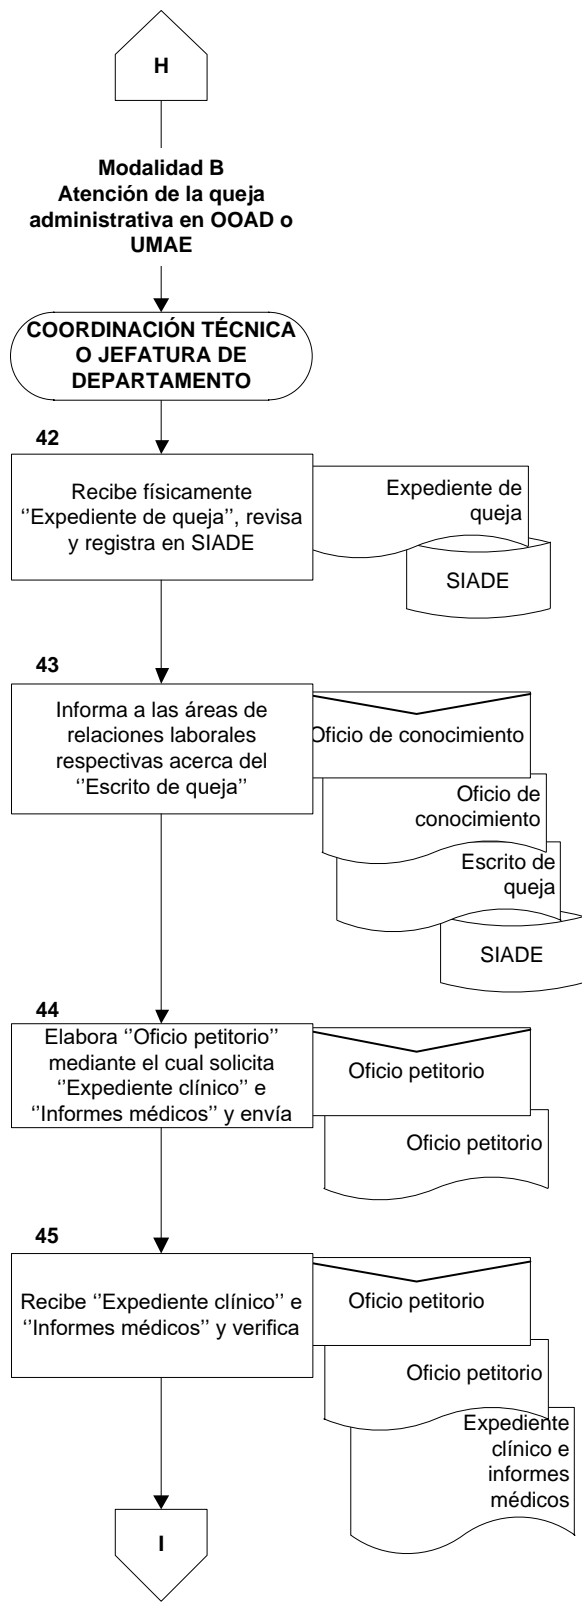 H
Modalidad B
Atención de la queja
administrativa en OOAD o
UMAE
COORDINACIÓN TÉCNICA
O JEFATURA DE
DEPARTAMENTO
42
Recibe físicamente
‘’Expediente de queja’’, revisa
y registra en SIADE
Expediente de
queja
SIADE
43
Informa a las áreas de
relaciones laborales
respectivas acerca del
‘’Escrito de queja’’
Oficio de conocimiento
Oficio de
conocimiento
Escrito de
queja
SIADE
44
Elabora ‘’Oficio petitorio’’
mediante el cual solicita
‘’Expediente clínico’’ e
‘’Informes médicos’’ y envía
Oficio petitorio
Oficio petitorio
45
Recibe ‘’Expediente clínico’’ e
‘’Informes médicos’’ y verifica
Oficio petitorio
Oficio petitorio
Expediente
clínico e
informes
médicos
I